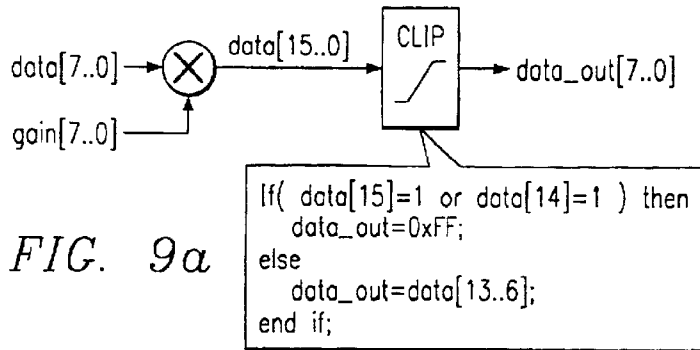 data[7..0]
data[15..0]
CLIP
data_out[7..0]
gain[7..0]
If( data[15]=1 or data[14]=1 ) then
data_out=0xFF;
else
data_out=data[13..6];
end if;
FIG. 9a